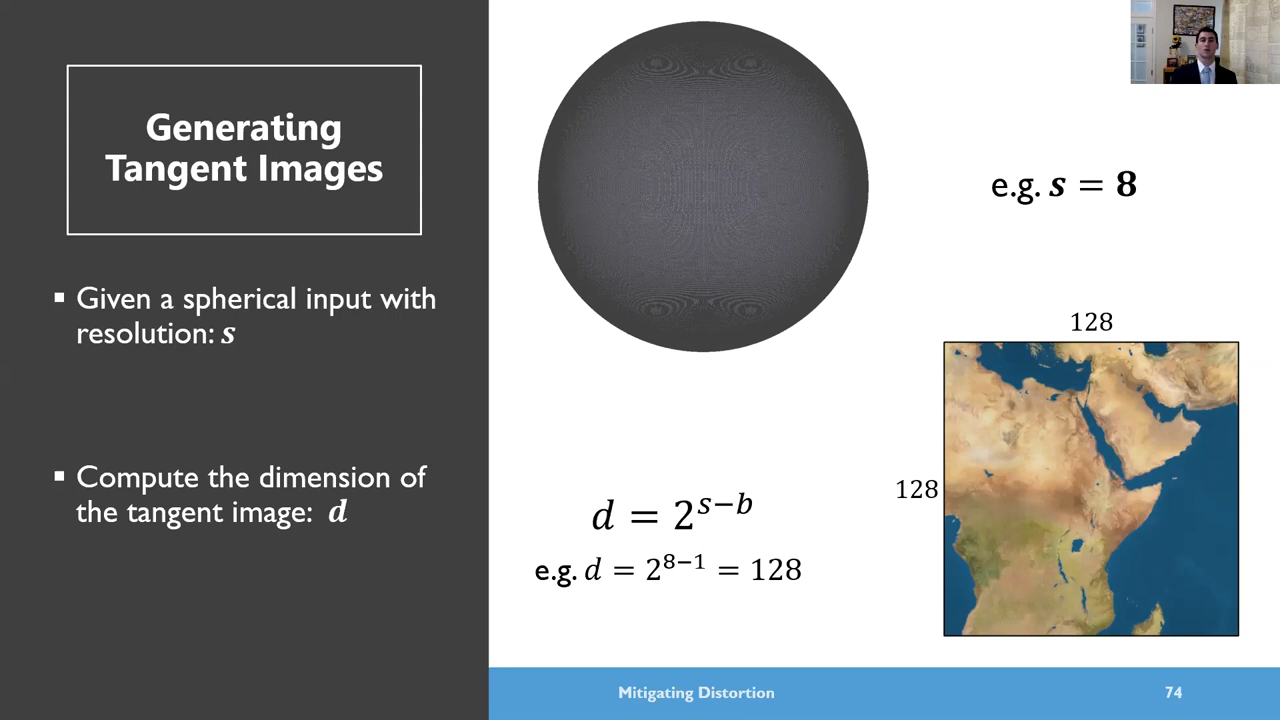 Generating
Tangent Images
▪ Given a spherical input with
resolution: s
▪ Compute the dimension of
the tangent image: d
e.g. s = 8
128
128
d = 2^{s−b}
e.g. d = 2^{8−1} = 128
Mitigating Distortion
74